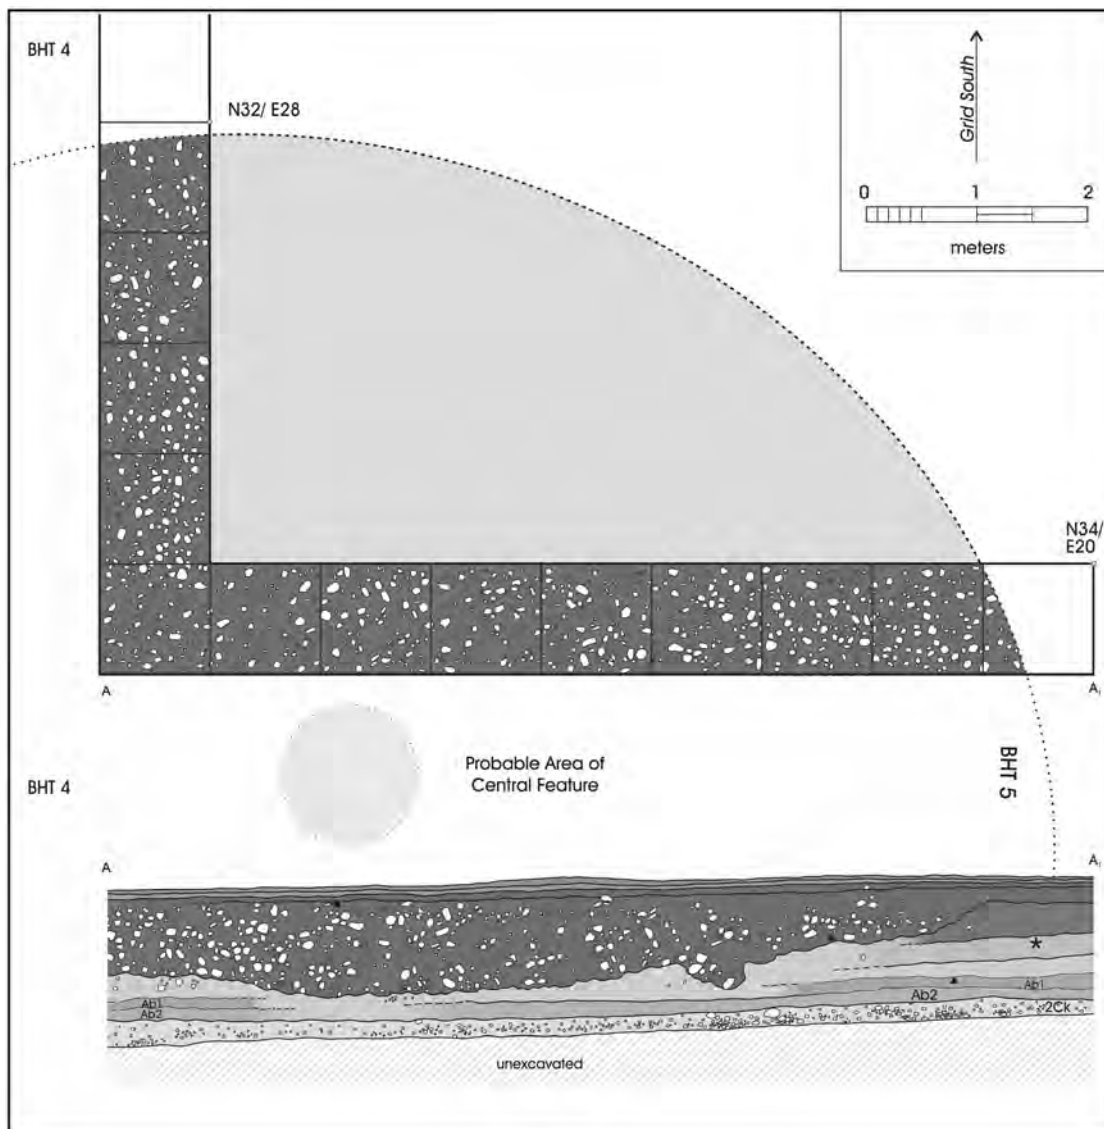 BHT 4
N32/ E28
Grid South
0 1 2
meters
N34/
E20
A
A₁
BHT 4
Probable Area of
Central Feature
BHT 5
A
A₁
*
Ab1
Ab2
Ab1
Ab2
2Ck
unexcavated